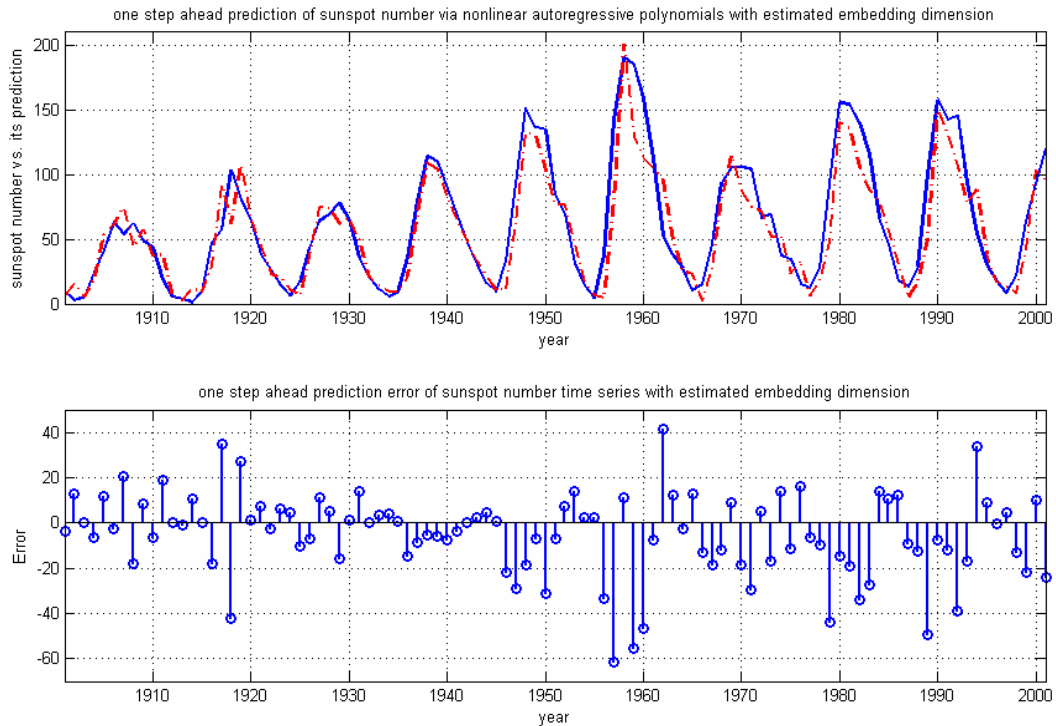 one step ahead prediction of sunspot number via nonlinear autoregressive polynomials with estimated embedding dimension
sunspot number vs. its prediction
200
150
100
50
0
1910 1920 1930 1940 1950 1960 1970 1980 1990 2000
year
one step ahead prediction error of sunspot number time series with estimated embedding dimension
Error
40
20
0
-20
-40
-60
1910 1920 1930 1940 1950 1960 1970 1980 1990 2000
year